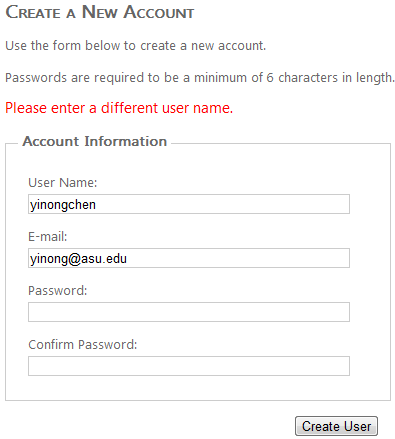 Create a New Account
Use the form below to create a new account.
Passwords are required to be a minimum of 6 characters in length.
Please enter a different user name.
Account Information
User Name:
yinongchen
E-mail:
yinong@asu.edu
Password:
Confirm Password:
Create User